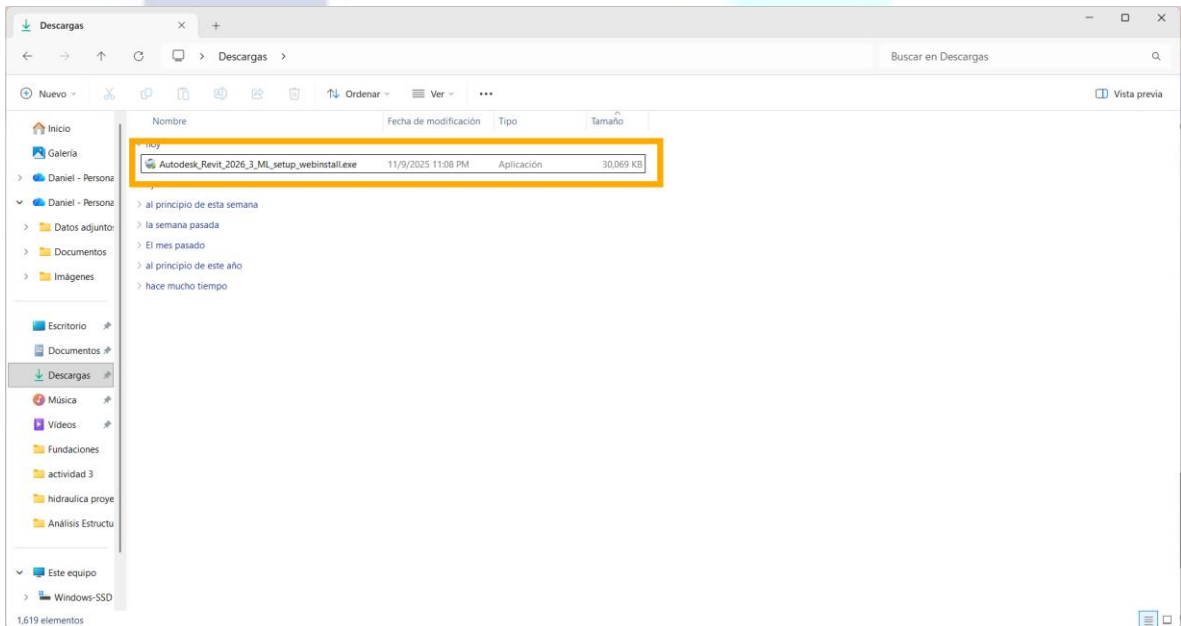 Descargas
Descargas
Buscar en Descargas
Nuevo
Ordenar
Ver
Vista previa
Nombre
Fecha de modificación
Tipo
Tamaño
Inicio
Galería
Daniel - Persona
Daniel - Persona
Datos adjuntos
Documentos
Imágenes
Escritorio
Documentos
Descargas
Música
Vídeos
Fundaciones
actividad 3
hidraulica proye
Análisis Estructu
Este equipo
Windows-SSD
hoy
Autodesk_Revit_2026_3_ML_setup_webinstall.exe 11/9/2025 11:08 PM Aplicación 30,069 KB
al principio de esta semana
la semana pasada
El mes pasado
al principio de este año
hace mucho tiempo
1,619 elementos